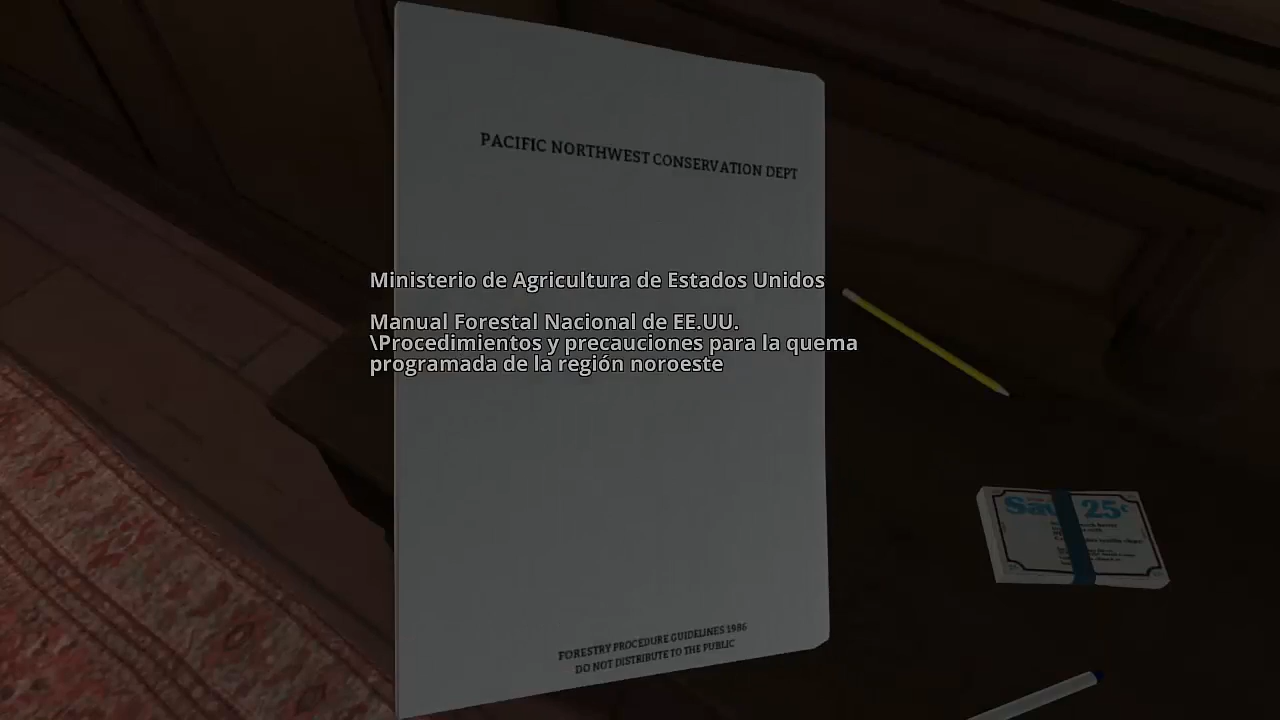 PACIFIC NORTHWEST CONSERVATION DEPT
Ministerio de Agricultura de Estados Unidos
Manual Forestal Nacional de EE.UU.
\Procedimientos y precauciones para la quema
programada de la región noroeste
Save 25¢
FORESTRY PROCEDURE GUIDELINES 1986
DO NOT DISTRIBUTE TO THE PUBLIC